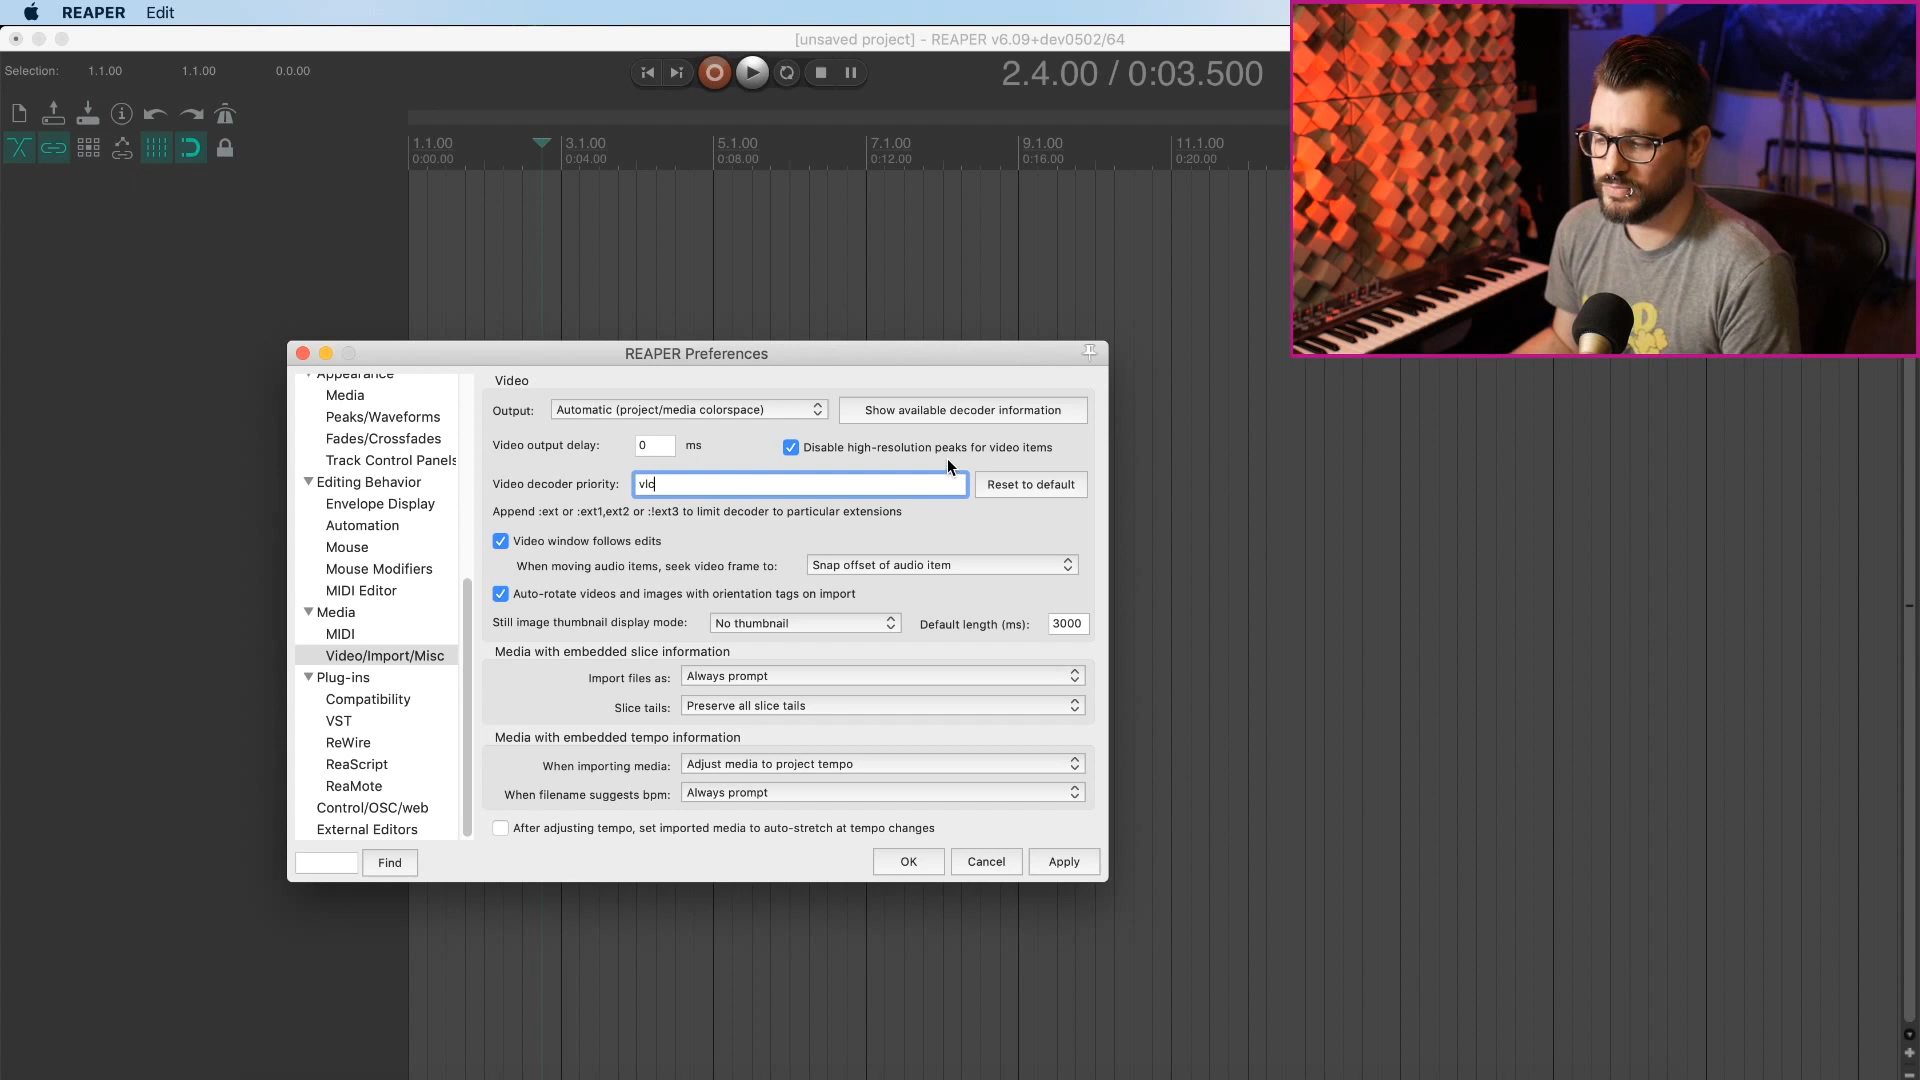 REAPER Edit
[unsaved project] - REAPER v6.09+dev0502/64
Selection: 1.1.00 1.1.00 0.0.00
2.4.00 / 0:03.500
1.1.00 3.1.00 5.1.00 7.1.00 9.1.00 11.1.00
0:00.00 0:04.00 0:08.00 0:12.00 0:16.00 0:20.00
REAPER Preferences
Appearance
Media
Peaks/Waveforms
Fades/Crossfades
Track Control Panels
Editing Behavior
Envelope Display
Automation
Mouse
Mouse Modifiers
MIDI Editor
Media
MIDI
Video/Import/Misc
Plug-ins
Compatibility
VST
ReWire
ReaScript
ReaMote
Control/OSC/web
External Editors
Find
Video
Output: Automatic (project/media colorspace) Show available decoder information
Video output delay: 0 ms Disable high-resolution peaks for video items
Video decoder priority: vlc Reset to default
Append :ext or :ext1,ext2 or :!ext3 to limit decoder to particular extensions
Video window follows edits
When moving audio items, seek video frame to: Snap offset of audio item
Auto-rotate videos and images with orientation tags on import
Still image thumbnail display mode: No thumbnail Default length (ms): 3000
Media with embedded slice information
Import files as: Always prompt
Slice tails: Preserve all slice tails
Media with embedded tempo information
When importing media: Adjust media to project tempo
When filename suggests bpm: Always prompt
After adjusting tempo, set imported media to auto-stretch at tempo changes
OK Cancel Apply